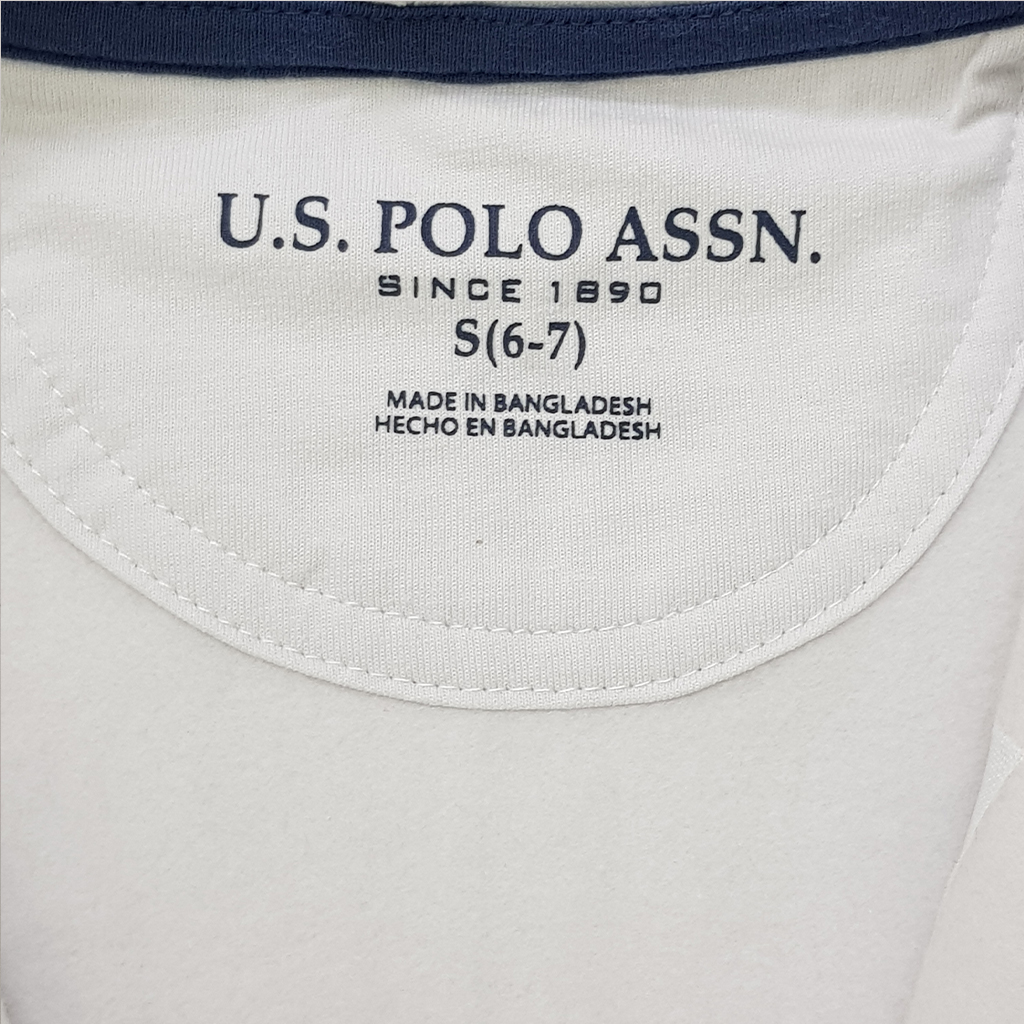 U.S. POLO ASSN.
SINCE 1890
S(6-7)
MADE IN BANGLADESH
HECHO EN BANGLADESH